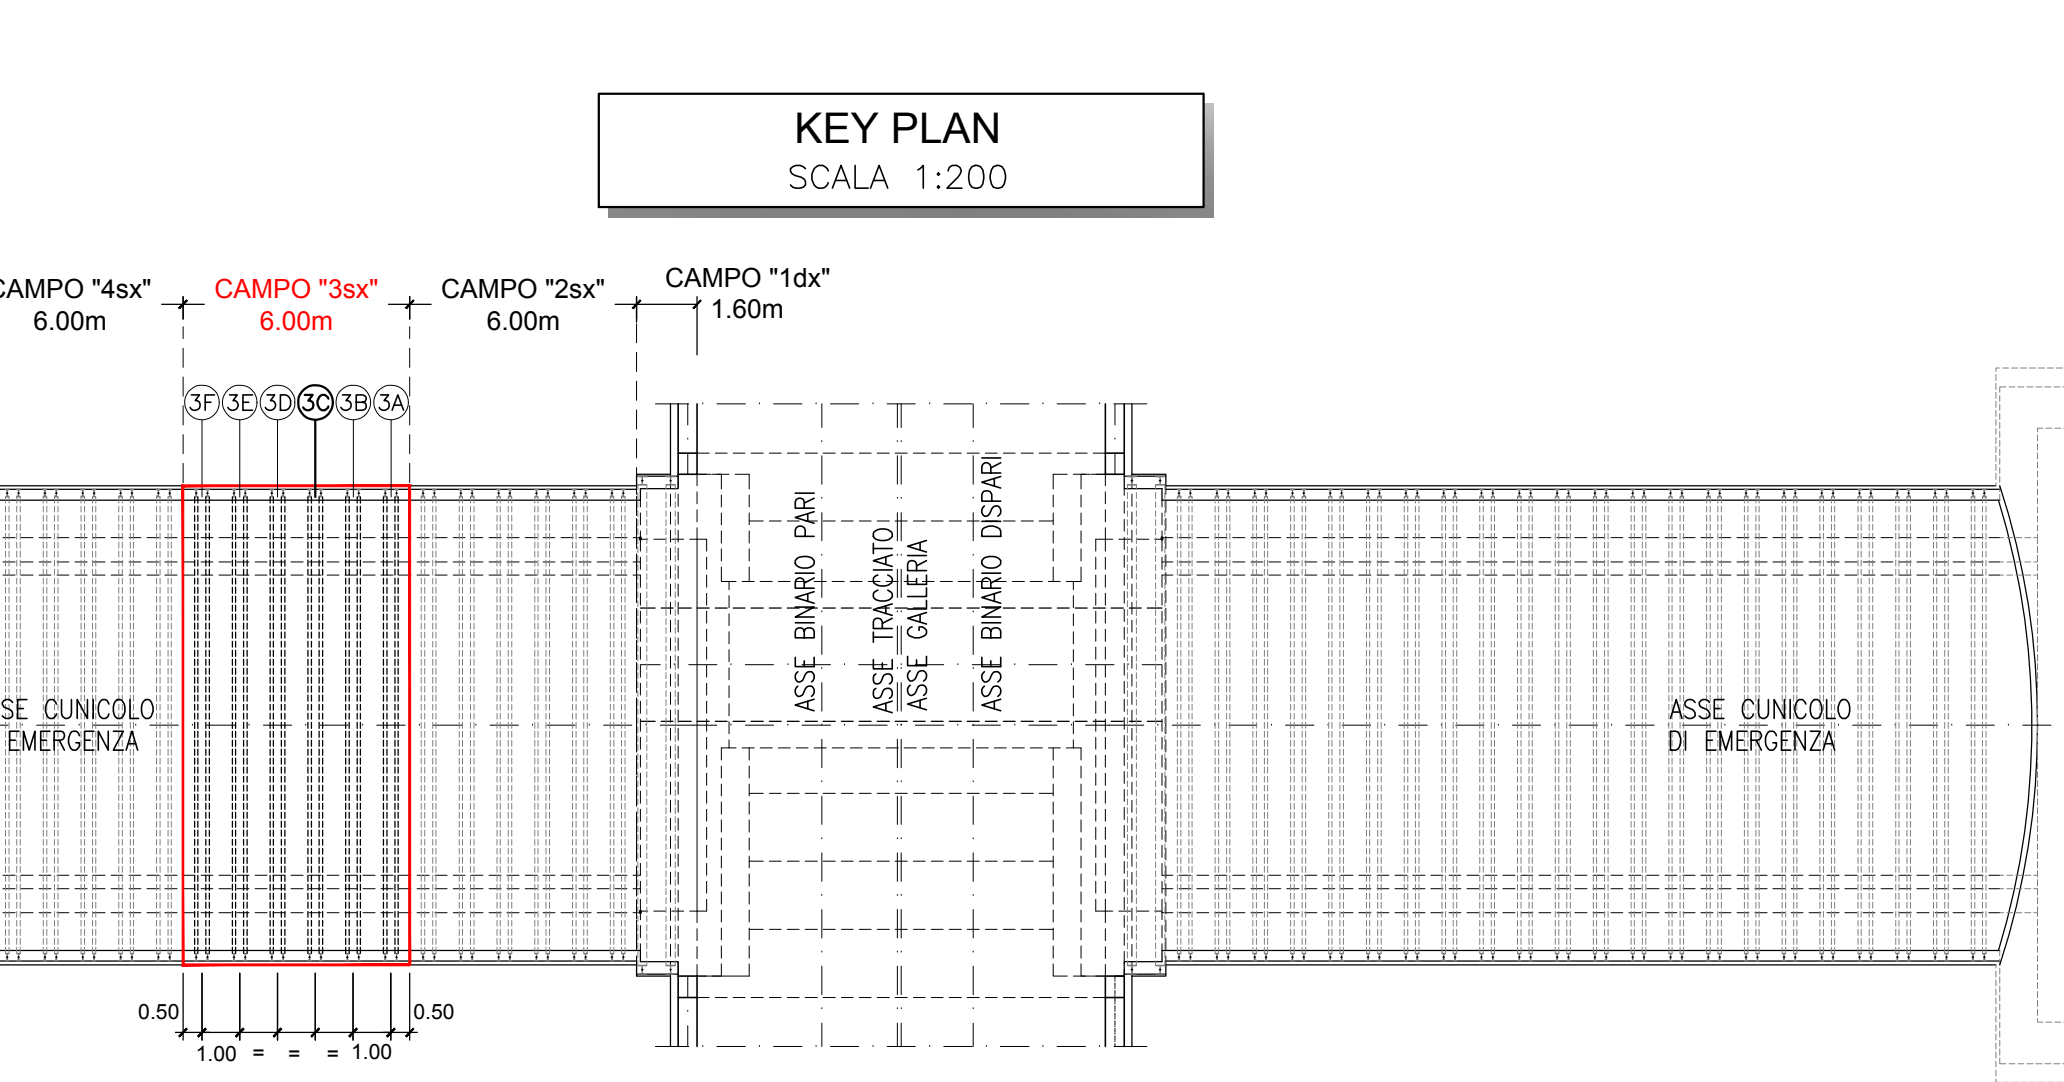 KEY PLAN
SCALA 1:200
CAMPO "4sx"
6.00m
CAMPO "3sx"
6.00m
CAMPO "2sx"
6.00m
CAMPO "1dx"
1.60m
3F 3E 3D 3C 3B 3A
ASSE BINARIO PARI
ASSE TRACCIATO
ASSE GALLERIA
ASSE BINARIO DISPARI
SE CUNICOLO
EMERGENZA
ASSE CUNICOLO
DI EMERGENZA
0.50 0.50
1.00 = = = 1.00